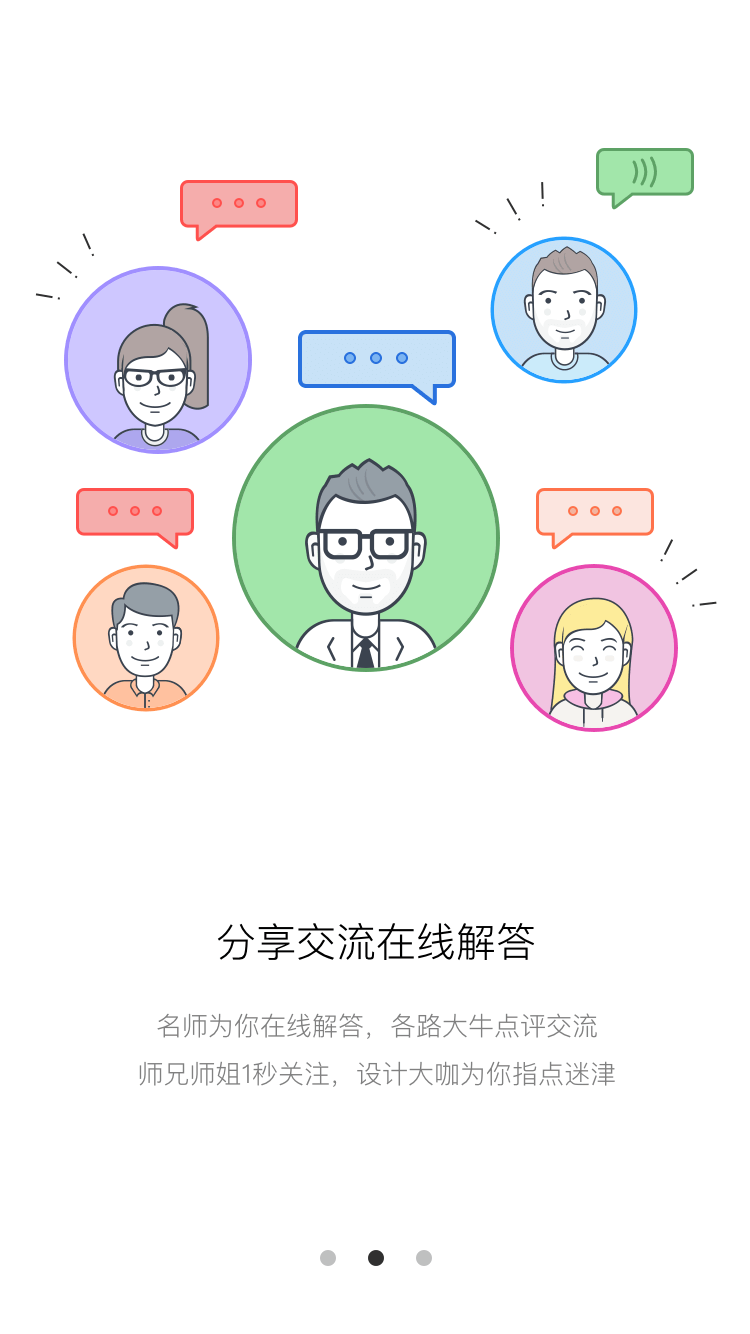 分享交流在线解答
名师为你在线解答，各路大牛点评交流
师兄师姐1秒关注，设计大咖为你指点迷津